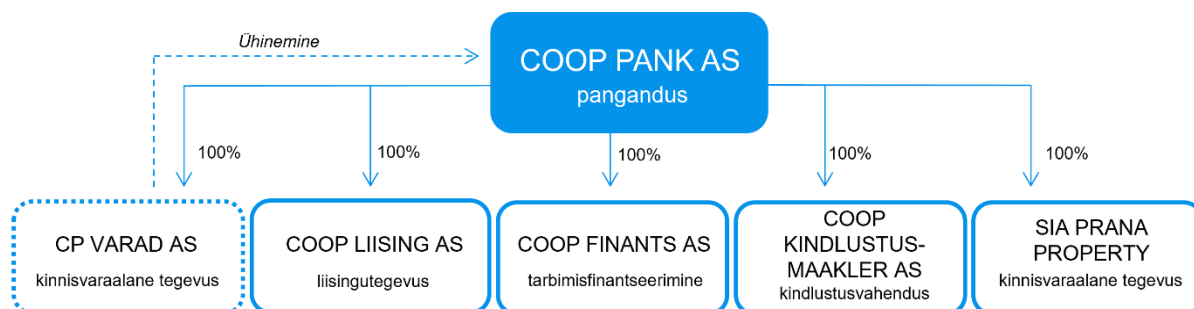 Ühinemine
COOP PANK AS
pangandus
100%
100%
100%
100%
100%
CP VARAD AS
kinnisvaraalane tegevus
COOP LIISING AS
liisingutegevus
COOP FINANTS AS
tarbimisfinantseerimine
COOP
KINDLUSTUS-
MAAKLER AS
kindlustusvahendus
SIA PRANA
PROPERTY
kinnisvaraalane tegevus